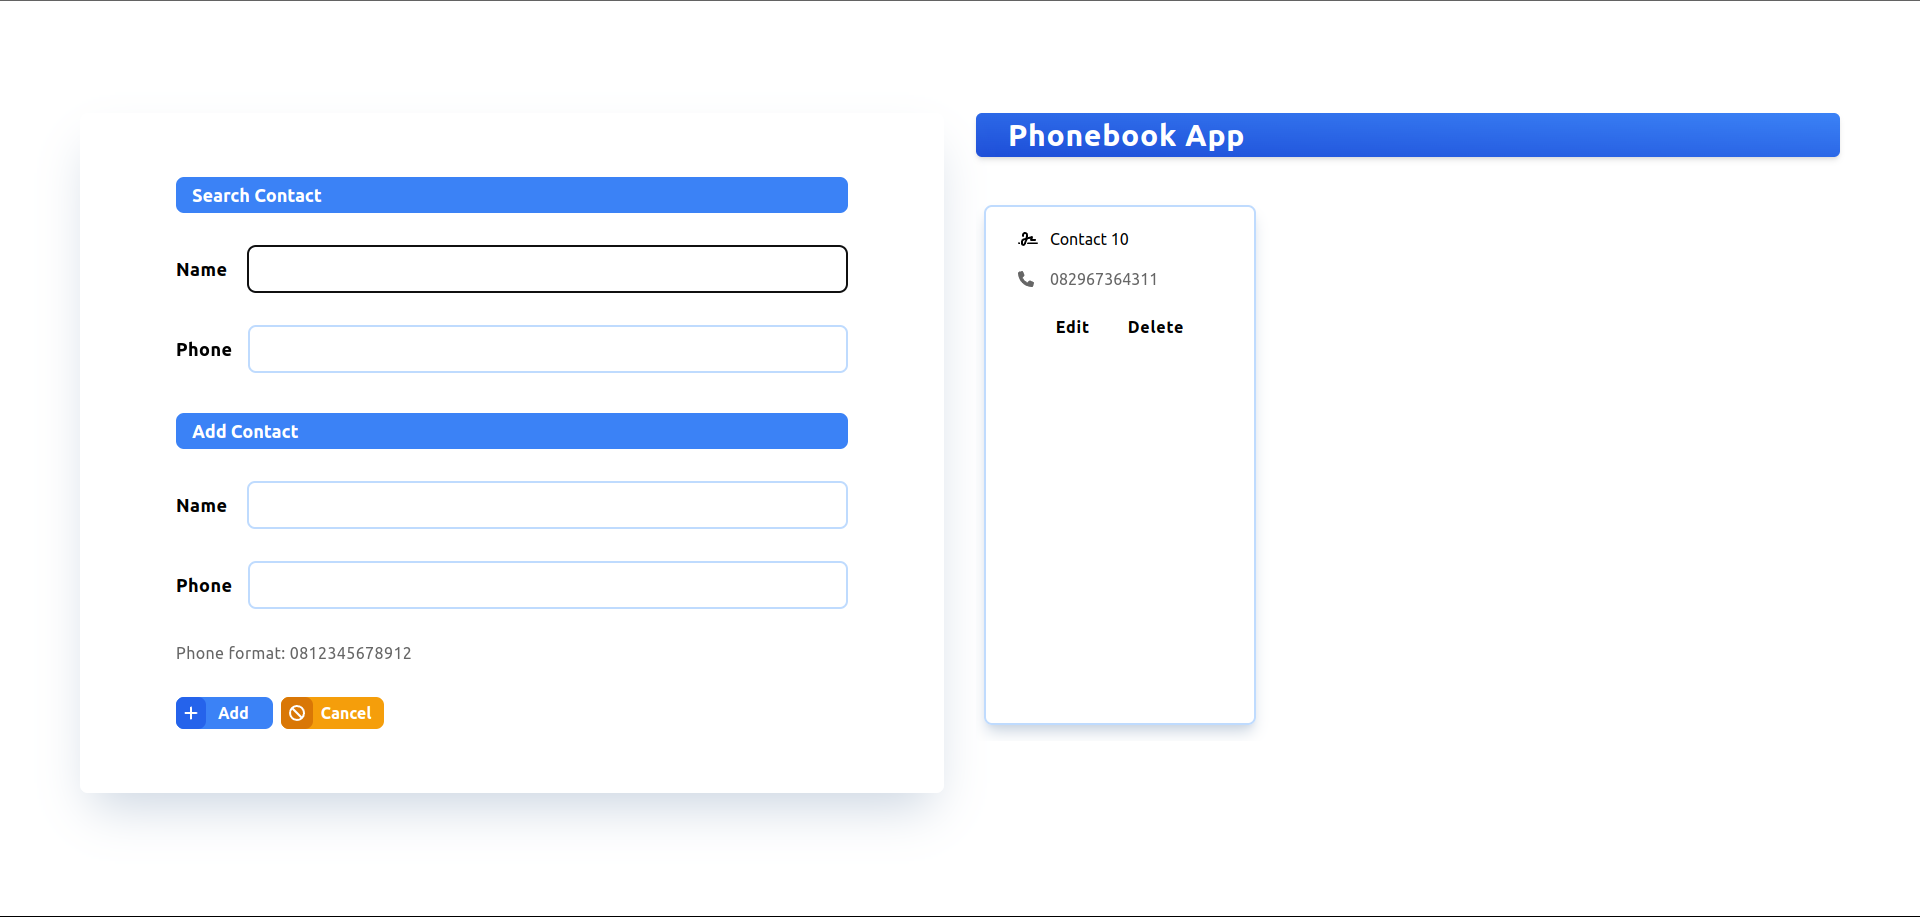 Search Contact
Name
Phone
Add Contact
Name
Phone
Phone format: 0812345678912
Add Cancel
Phonebook App
Contact 10
082967364311
Edit Delete